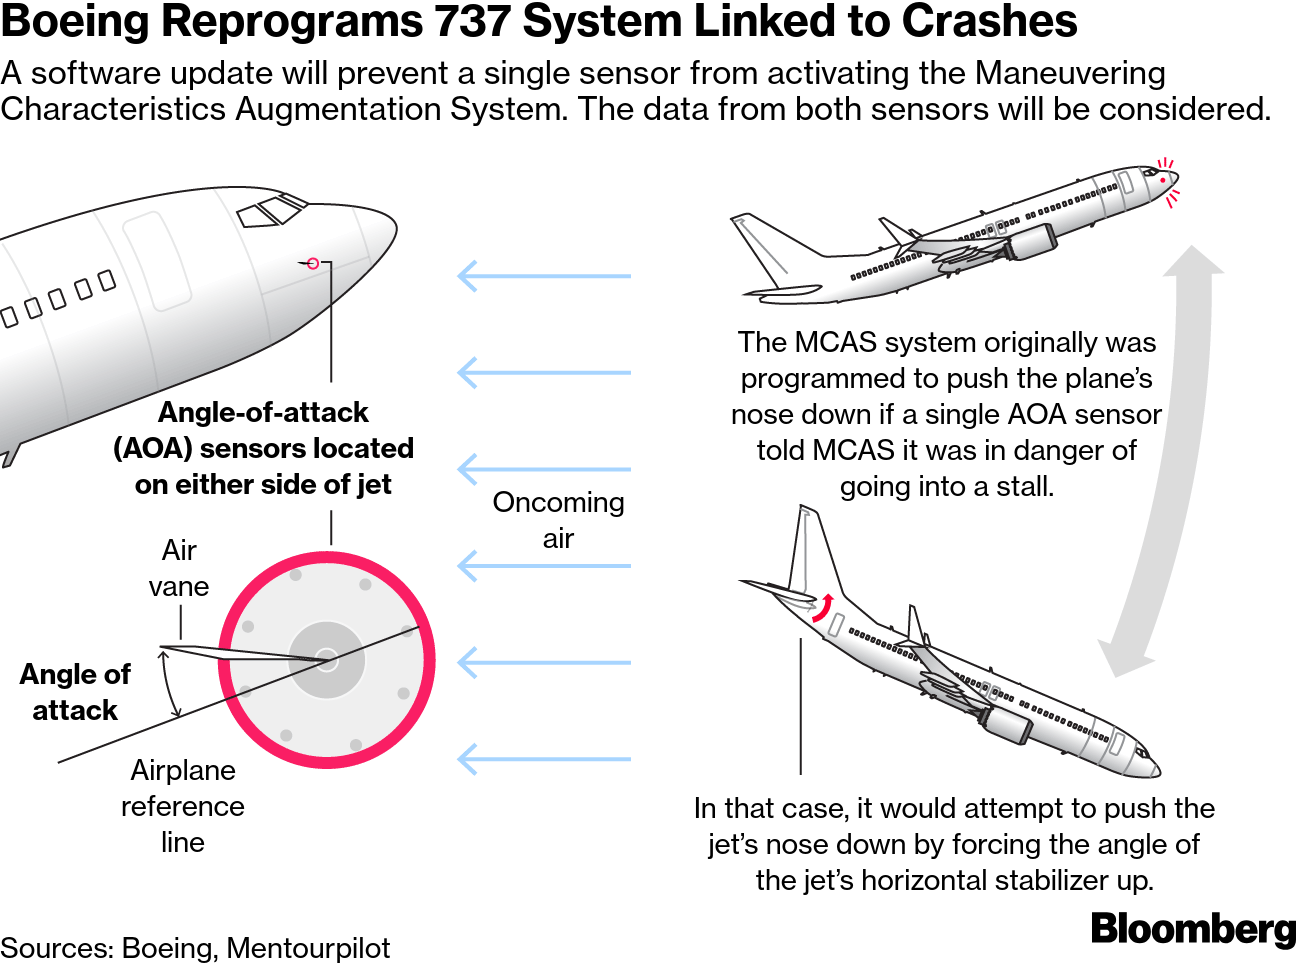 Boeing Reprograms 737 System Linked to Crashes
A software update will prevent a single sensor from activating the Maneuvering
Characteristics Augmentation System. The data from both sensors will be considered.
Angle-of-attack
(AOA) sensors located
on either side of jet
Air
vane
Angle of
attack
Airplane
reference
line
Oncoming
air
The MCAS system originally was
programmed to push the plane's
nose down if a single AOA sensor
told MCAS it was in danger of
going into a stall.
In that case, it would attempt to push the
jet's nose down by forcing the angle of
the jet's horizontal stabilizer up.
Sources: Boeing, Mentourpilot
Bloomberg